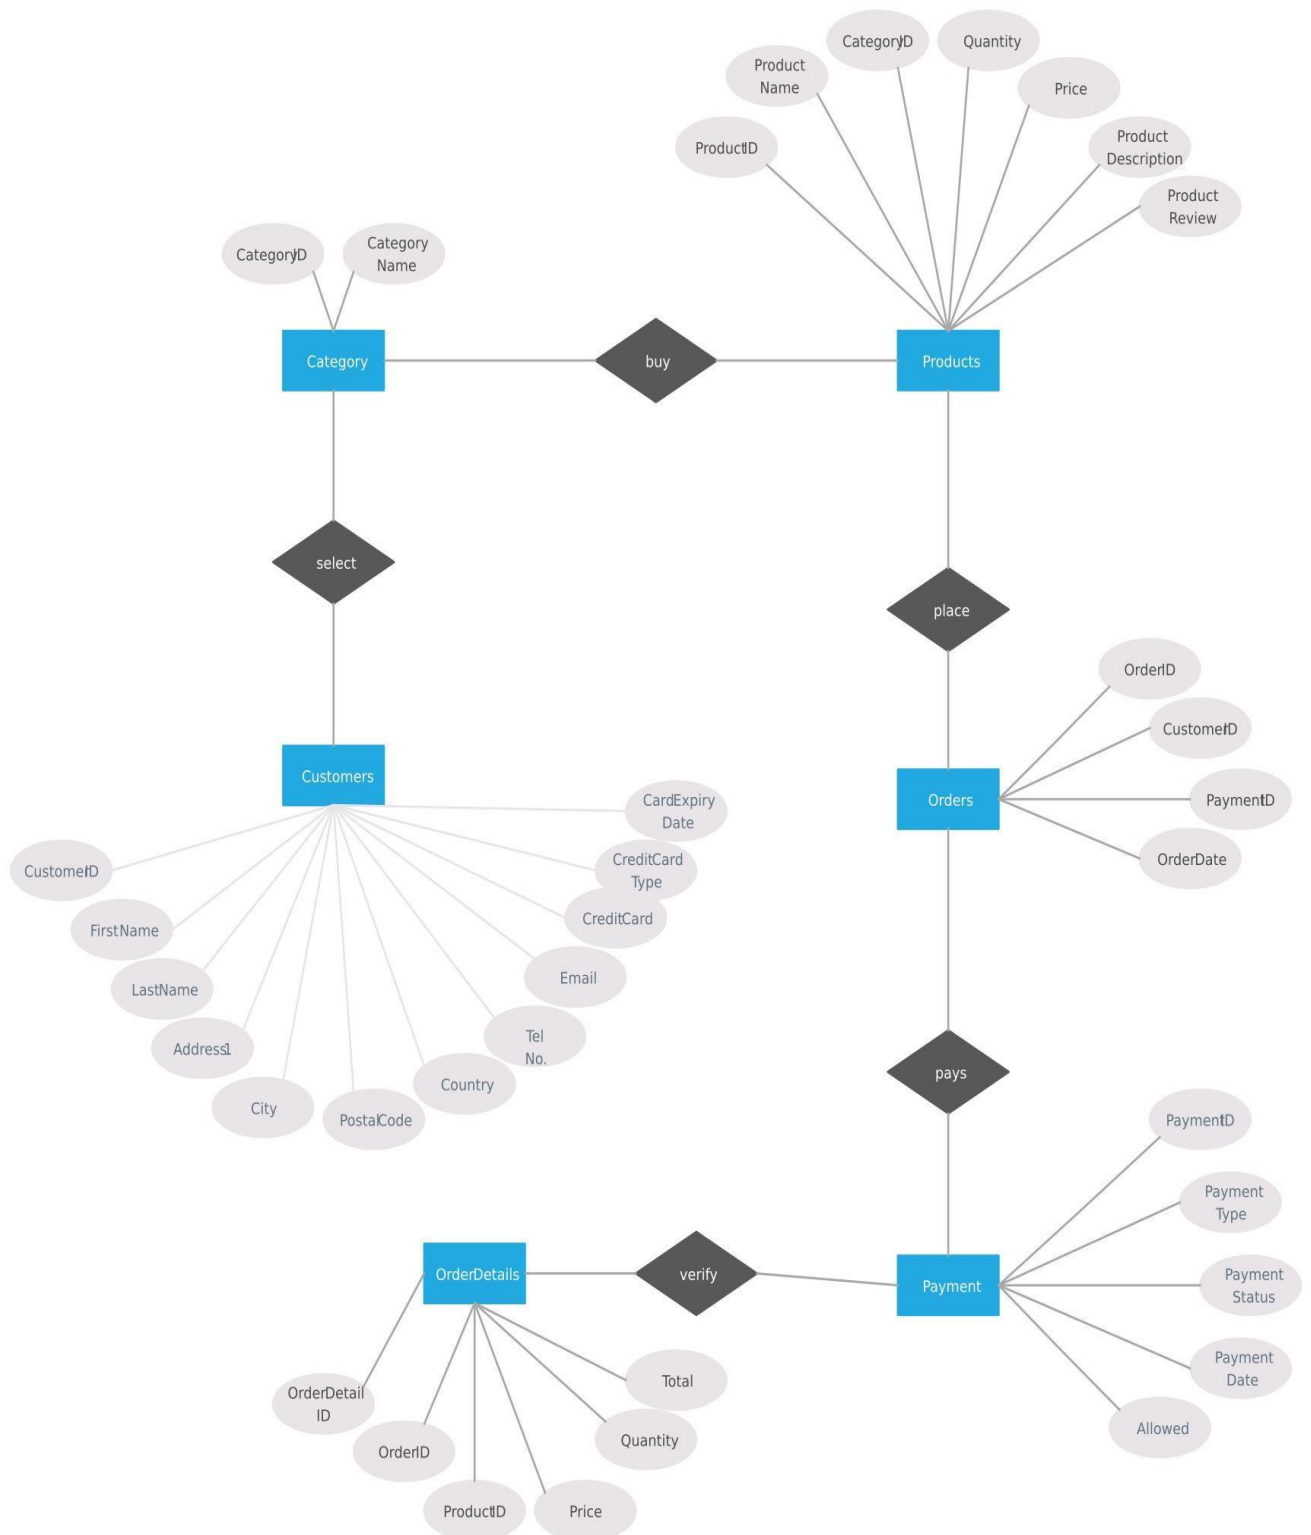 CategoryID
Quantity
Product
Name
Price
Product
Description
ProductID
Product
Review
CategoryID
Category
Name
Category
buy
Products
select
place
OrderID
CustomerID
PaymentID
OrderDate
Orders
Customers
CardExpiry
Date
CreditCard
Type
CreditCard
Email
Tel
No.
Country
PostalCode
City
Address1
LastName
FirstName
CustomerID
pays
PaymentID
Payment
Type
Payment
Status
Payment
Date
Allowed
Payment
verify
OrderDetails
OrderDetail
ID
OrderID
ProductID
Price
Quantity
Total